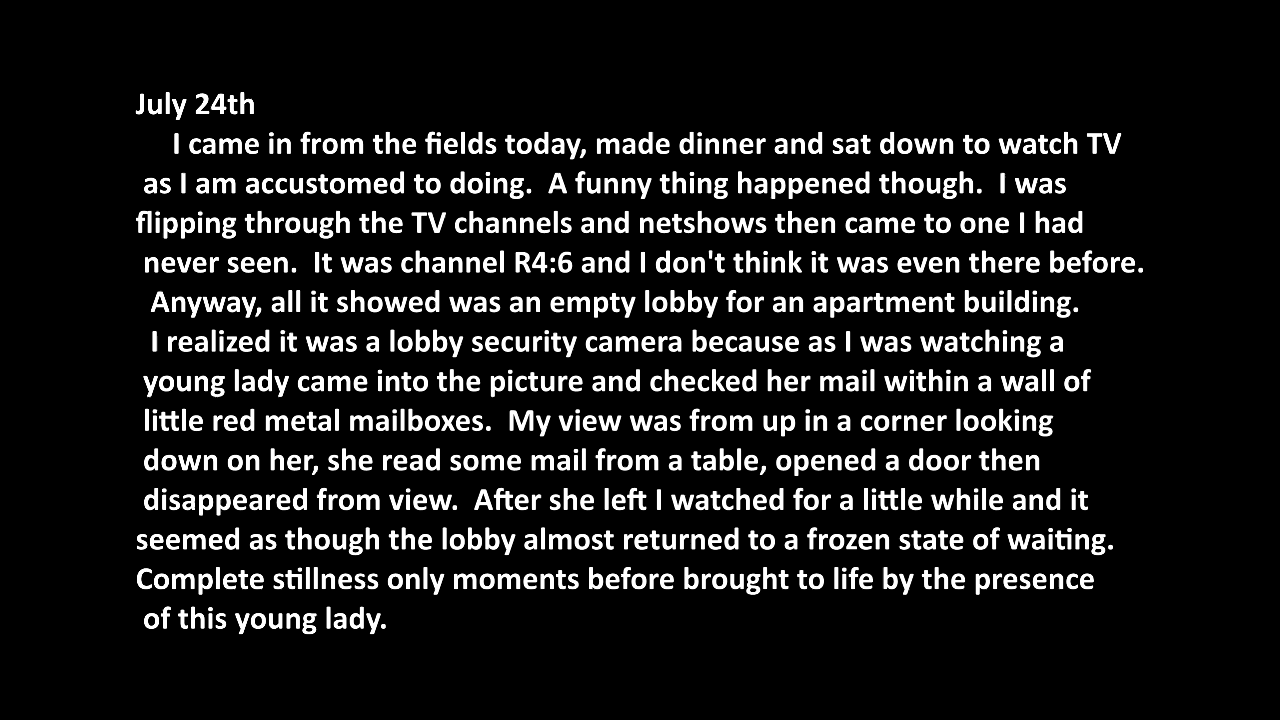 July 24th
I came in from the fields today, made dinner and sat down to watch TV
as I am accustomed to doing.  A funny thing happened though.  I was
flipping through the TV channels and netshows then came to one I had
never seen.  It was channel R4:6 and I don't think it was even there before.
Anyway, all it showed was an empty lobby for an apartment building.
I realized it was a lobby security camera because as I was watching a
young lady came into the picture and checked her mail within a wall of
little red metal mailboxes.  My view was from up in a corner looking
down on her, she read some mail from a table, opened a door then
disappeared from view.  After she left I watched for a little while and it
seemed as though the lobby almost returned to a frozen state of waiting.
Complete stillness only moments before brought to life by the presence
of this young lady.